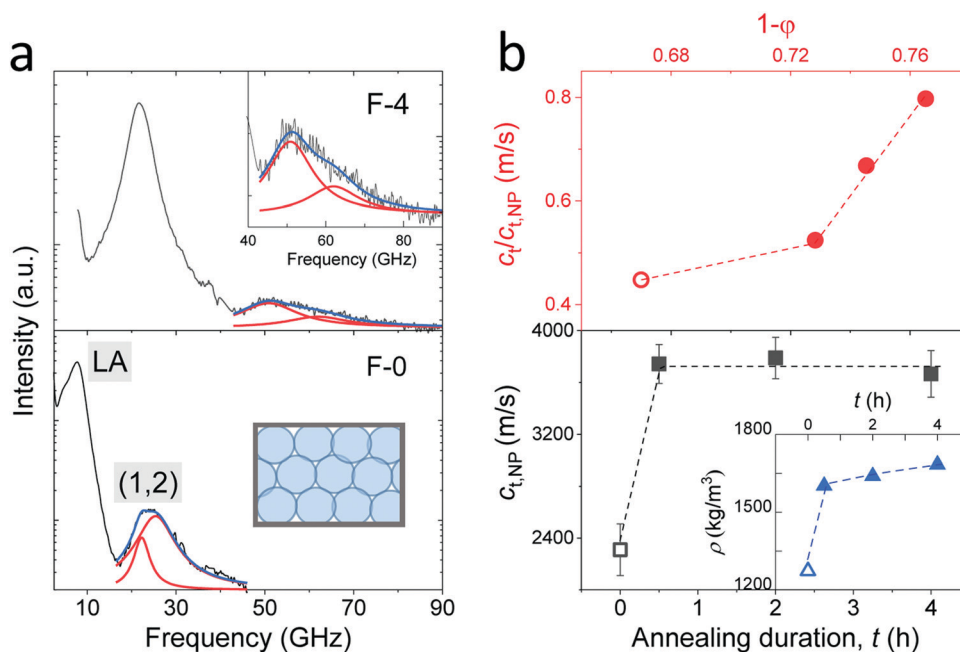 a
F-4
40 60 80
Frequency (GHz)
Intensity (a.u.)
LA
F-0
(1,2)
10 30 50 70 90
Frequency (GHz)
b
1-φ
0.68 0.72 0.76
0.8
0.6
0.4
c_t/c_t,NP (m/s)
4000
3200
2400
c_t,NP (m/s)
t (h)
0 2 4
1800
1500
1200
ρ (kg/m³)
0 1 2 3 4
Annealing duration, t (h)